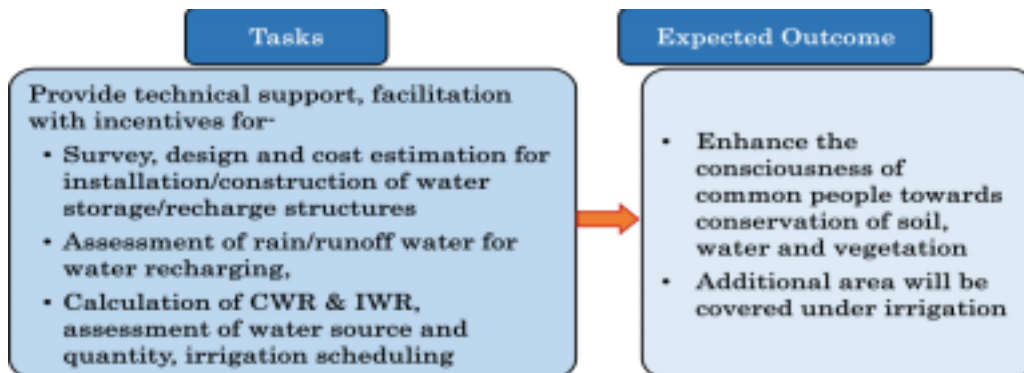 Tasks
Provide technical support, facilitation
with incentives for-
• Survey, design and cost estimation for
installation/construction of water
storage/recharge structures
• Assessment of rain/runoff water for
water recharging,
• Calculation of CWR & IWR,
assessment of water source and
quantity, irrigation scheduling
Expected Outcome
• Enhance the
consciousness of
common people towards
conservation of soil,
water and vegetation
• Additional area will be
covered under irrigation